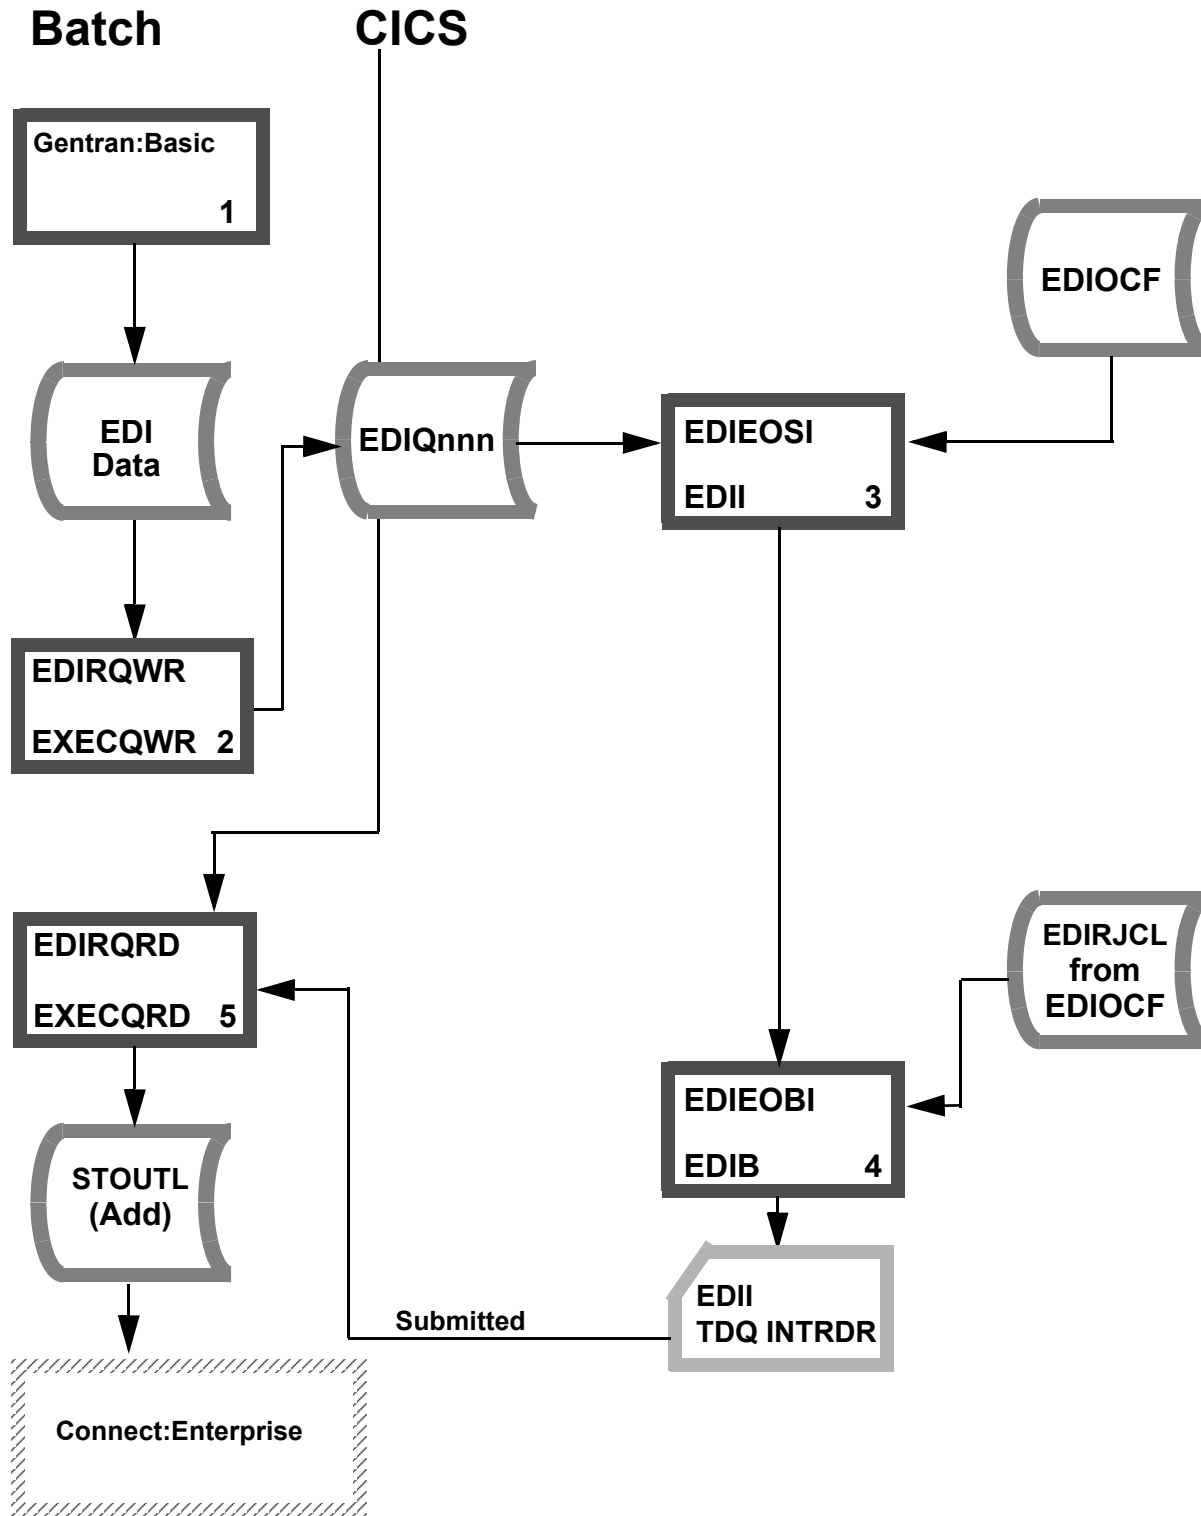 Batch
CICS
Gentran:Basic
1
EDIOCF
EDI
Data
EDIQnnn
EDIEOSI
EDII 3
EDIRQWR
EXECQWR 2
EDIRQRD
EXECQRD 5
EDIRJCL
from
EDIOCF
EDIEOBI
EDIB 4
STOUTL
(Add)
EDII
TDQ INTRDR
Submitted
Connect:Enterprise